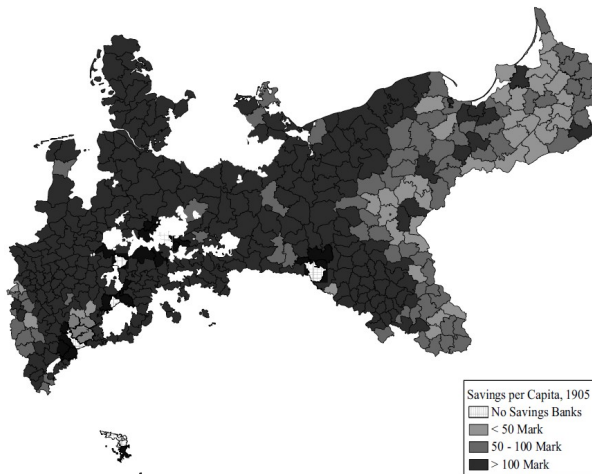 Savings per Capita, 1905
No Savings Banks
< 50 Mark
50 - 100 Mark
> 100 Mark